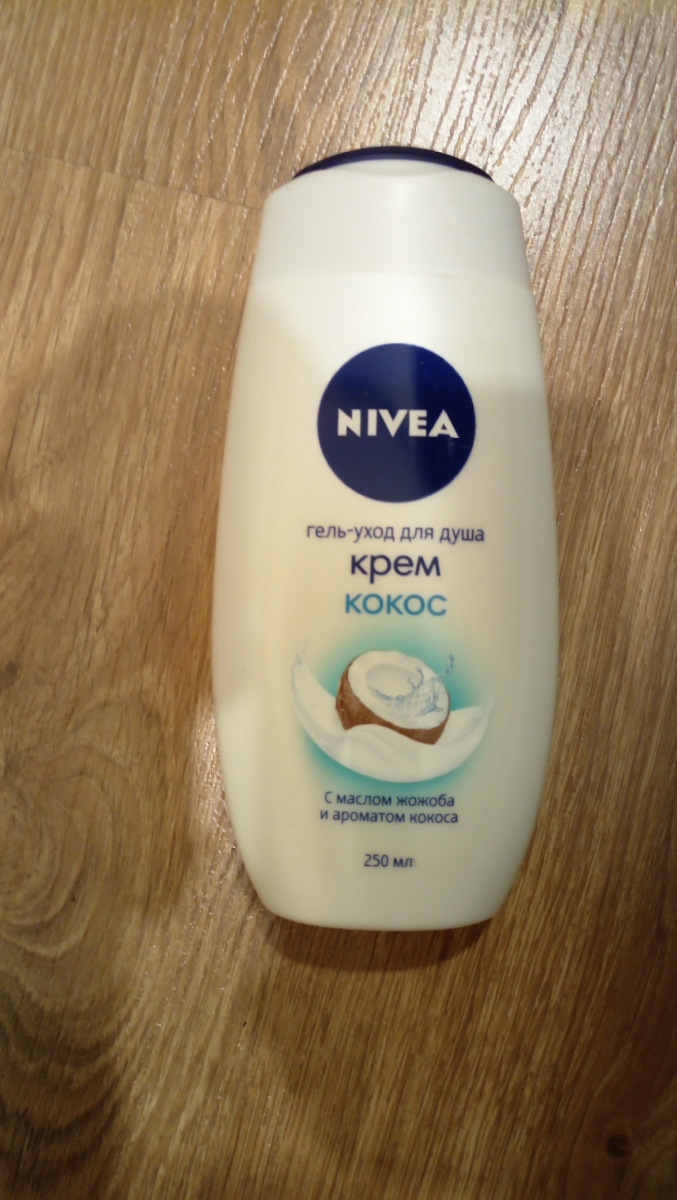 NIVEA
гель-уход для душа
крем
кокос
С маслом жожоба
и ароматом кокоса
250 мл